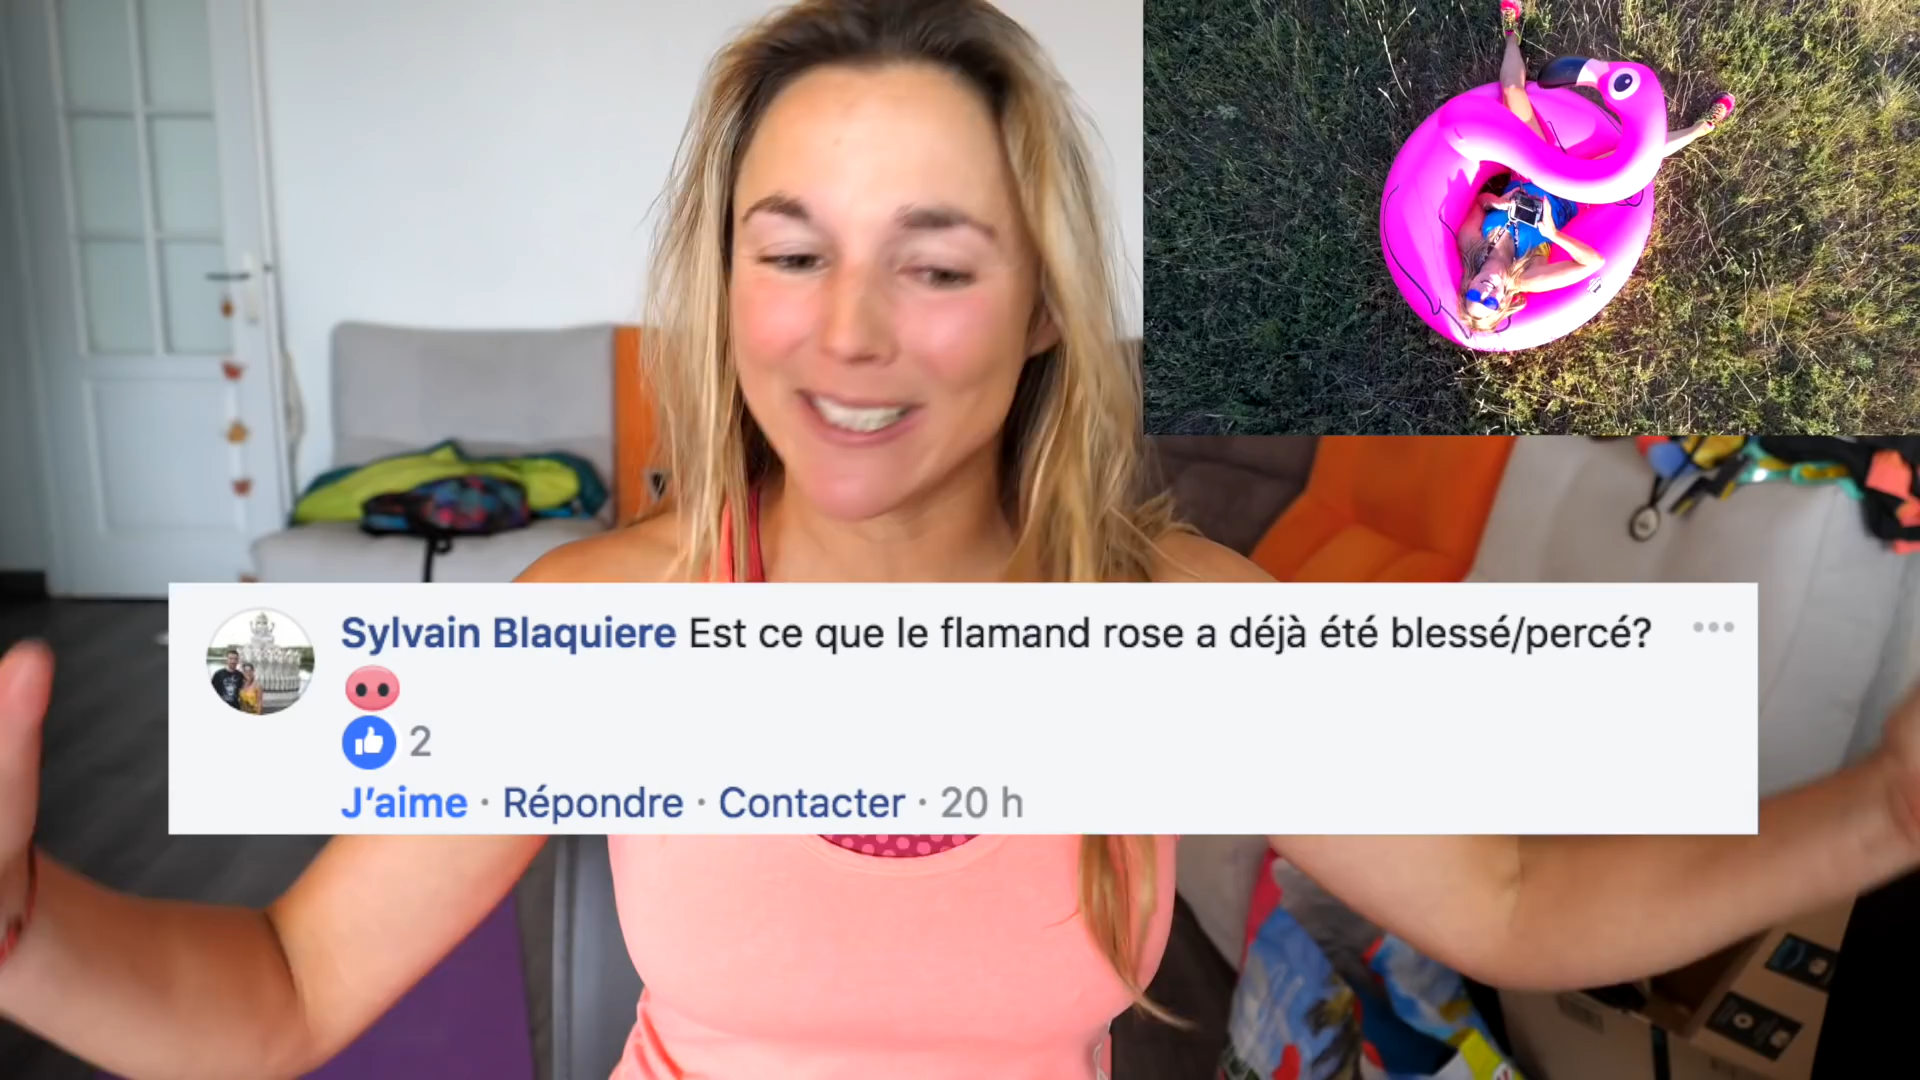 Sylvain Blaquiere Est ce que le flamand rose a déjà été blessé/percé?
2
J'aime · Répondre · Contacter · 20 h